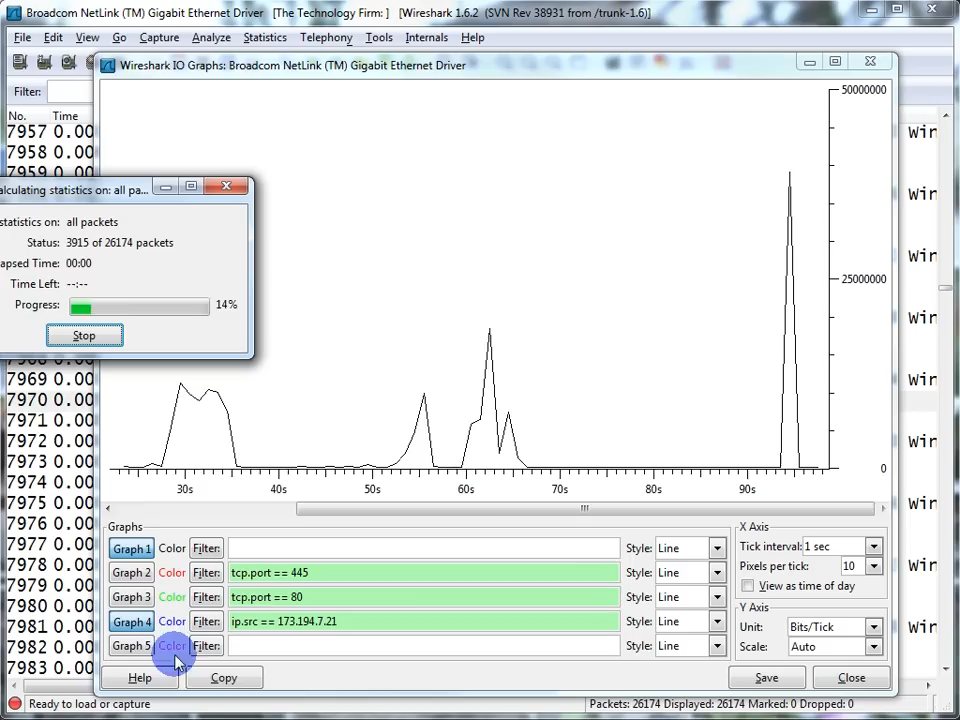 Broadcom NetLink (TM) Gigabit Ethernet Driver [The Technology Firm: ] [Wireshark 1.6.2 (SVN Rev 38931 from /trunk-1.6)]
File Edit View Go Capture Analyze Statistics Telephony Tools Internals Help
Wireshark IO Graphs: Broadcom NetLink (TM) Gigabit Ethernet Driver
Filter:
No. Time
7957 0.00 Win
7958 0.00
7959 0.00 Win
alculating statistics on: all pa...
statistics on: all packets
Status: 3915 of 26174 packets
apsed Time: 00:00
Time Left: --:--
Progress: 14%
Stop
50000000
25000000
0
30s 40s 50s 60s 70s 80s 90s
Win
Win
Win
7969 0.00 Win
7970 0.00
7971 0.00
7972 0.00 Win
7973 0.00
7974 0.00
7975 0.00 Win
7976 0.00
7977 0.00
7978 0.00 Win
7979 0.00
7980 0.00
7981 0.00 Win
7982 0.00
7983 0.00
Graphs
Graph 1 Color Filter: Style: Line
Graph 2 Color Filter: tcp.port == 445 Style: Line
Graph 3 Color Filter: tcp.port == 80 Style: Line
Graph 4 Color Filter: ip.src == 173.194.7.21 Style: Line
Graph 5 Color Filter: Style: Line
X Axis
Tick interval: 1 sec
Pixels per tick: 10
View as time of day
Y Axis
Unit: Bits/Tick
Scale: Auto
Help Copy Save Close
Ready to load or capture Packets: 26174 Displayed: 26174 Marked: 0 Dropped: 0